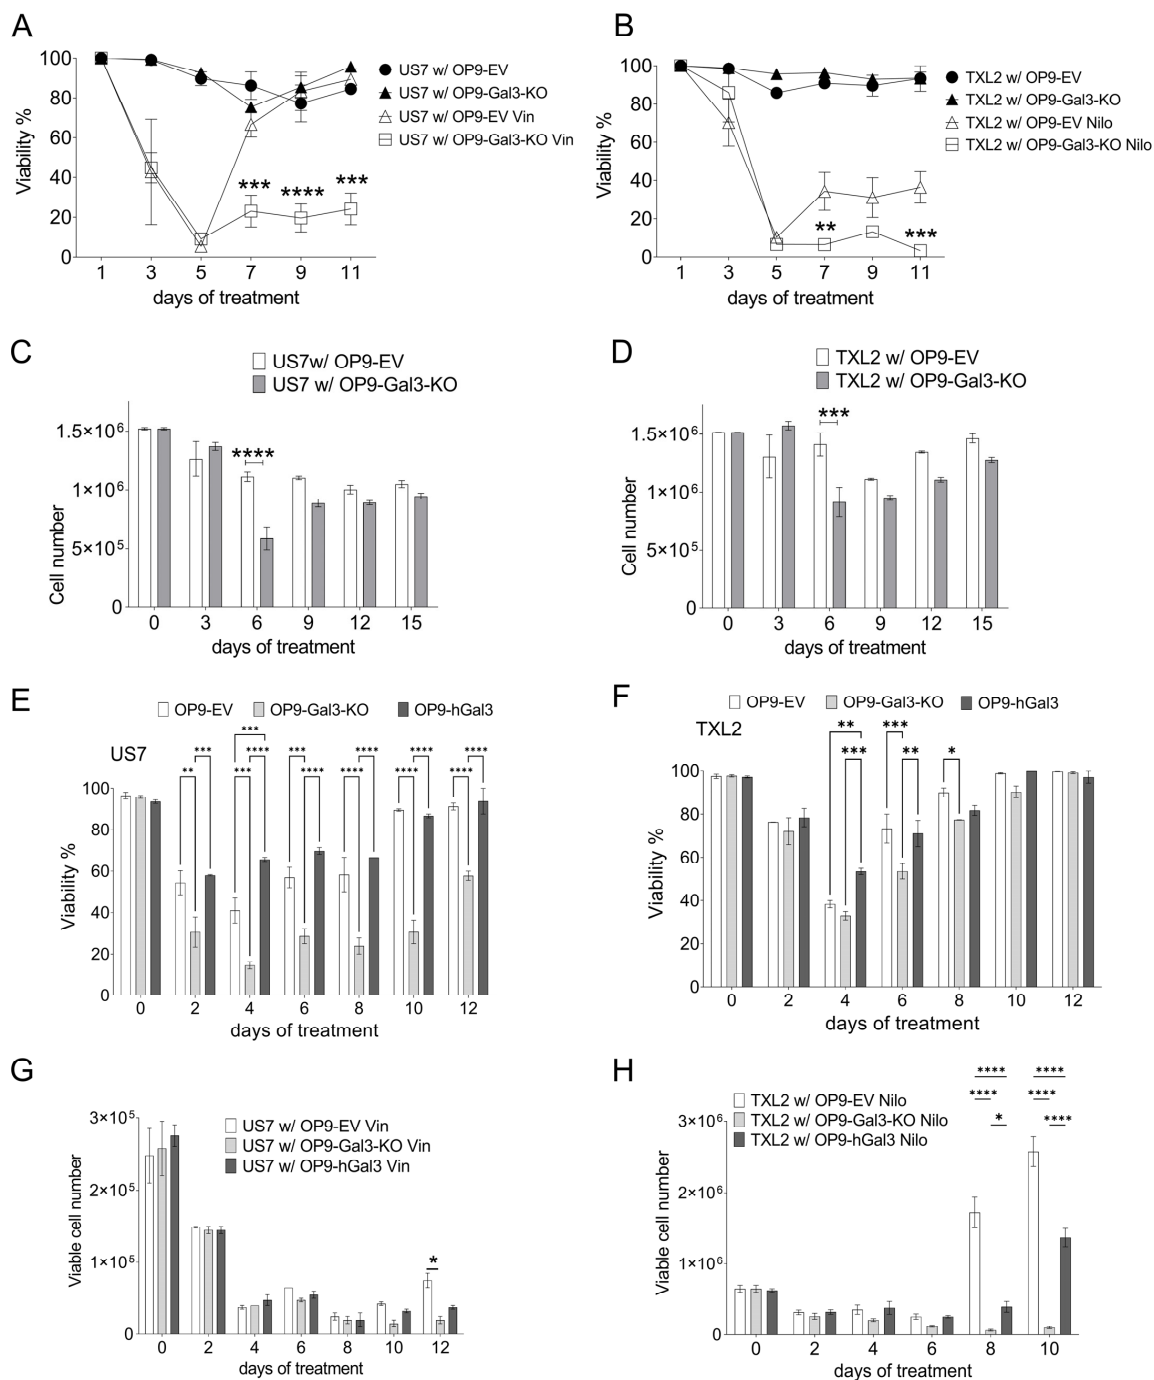 A
100
80
60
40
20
0
Viability %
US7 w/ OP9-EV
US7 w/ OP9-Gal3-KO
US7 w/ OP9-EV Vin
US7 w/ OP9-Gal3-KO Vin
*** **** ***
1 3 5 7 9 11
days of treatment
B
100
80
60
40
20
0
Viability %
TXL2 w/ OP9-EV
TXL2 w/ OP9-Gal3-KO
TXL2 w/ OP9-EV Nilo
TXL2 w/ OP9-Gal3-KO Nilo
** ***
1 3 5 7 9 11
days of treatment
C
US7w/ OP9-EV
US7 w/ OP9-Gal3-KO
1.5×10⁶
1×10⁶
5×10⁵
0
Cell number
****
0 3 6 9 12 15
days of treatment
D
TXL2 w/ OP9-EV
TXL2 w/ OP9-Gal3-KO
1.5×10⁶
1×10⁶
5×10⁵
0
Cell number
***
0 3 6 9 12 15
days of treatment
E
OP9-EV OP9-Gal3-KO OP9-hGal3
US7
***
*** **** *** **** **** ****
** *** **** **** **** ****
100
80
60
40
20
0
Viability %
0 2 4 6 8 10 12
days of treatment
F
OP9-EV OP9-Gal3-KO OP9-hGal3
TXL2
** ***
*** ** *
100
80
60
40
20
0
Viability %
0 2 4 6 8 10 12
days of treatment
G
3×10⁵
2×10⁵
1×10⁵
0
Viable cell number
US7 w/ OP9-EV Vin
US7 w/ OP9-Gal3-KO Vin
US7 w/ OP9-hGal3 Vin
*
0 2 4 6 8 10 12
days of treatment
H
TXL2 w/ OP9-EV Nilo
TXL2 w/ OP9-Gal3-KO Nilo
TXL2 w/ OP9-hGal3 Nilo
**** ****
**** ****
* ****
3×10⁶
2×10⁶
1×10⁶
0
Viable cell number
0 2 4 6 8 10
days of treatment